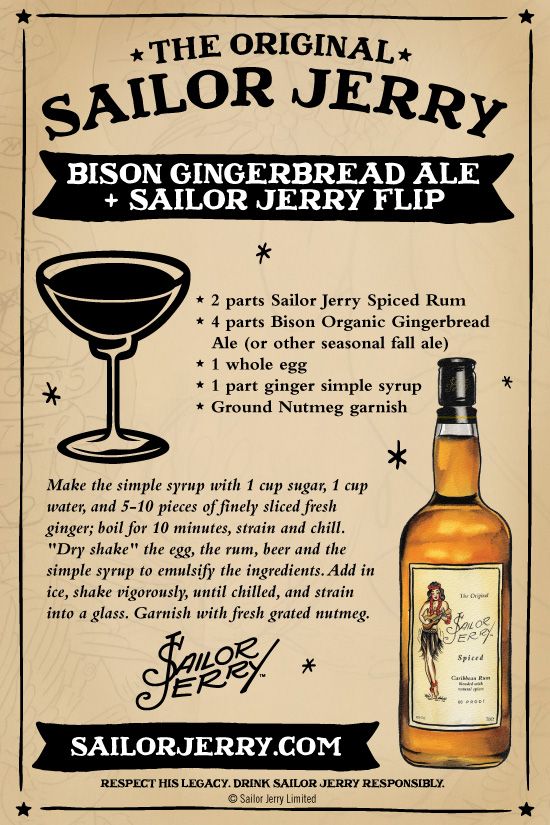 THE ORIGINAL
SAILOR JERRY
BISON GINGERBREAD ALE
+ SAILOR JERRY FLIP
2 parts Sailor Jerry Spiced Rum
4 parts Bison Organic Gingerbread
Ale (or other seasonal fall ale)
1 whole egg
1 part ginger simple syrup
Ground Nutmeg garnish
Make the simple syrup with 1 cup sugar, 1 cup
water, and 5-10 pieces of finely sliced fresh
ginger; boil for 10 minutes, strain and chill.
"Dry shake" the egg, the rum, beer and the
simple syrup to emulsify the ingredients. Add in
ice, shake vigorously, until chilled, and strain
into a glass. Garnish with fresh grated nutmeg.
The Original
SAILOR
JERRY
Spiced
Caribbean Rum
blended with
natural spices
PROOF
SAILOR
JERRY™
SAILORJERRY.COM
RESPECT HIS LEGACY. DRINK SAILOR JERRY RESPONSIBLY.
© Sailor Jerry Limited